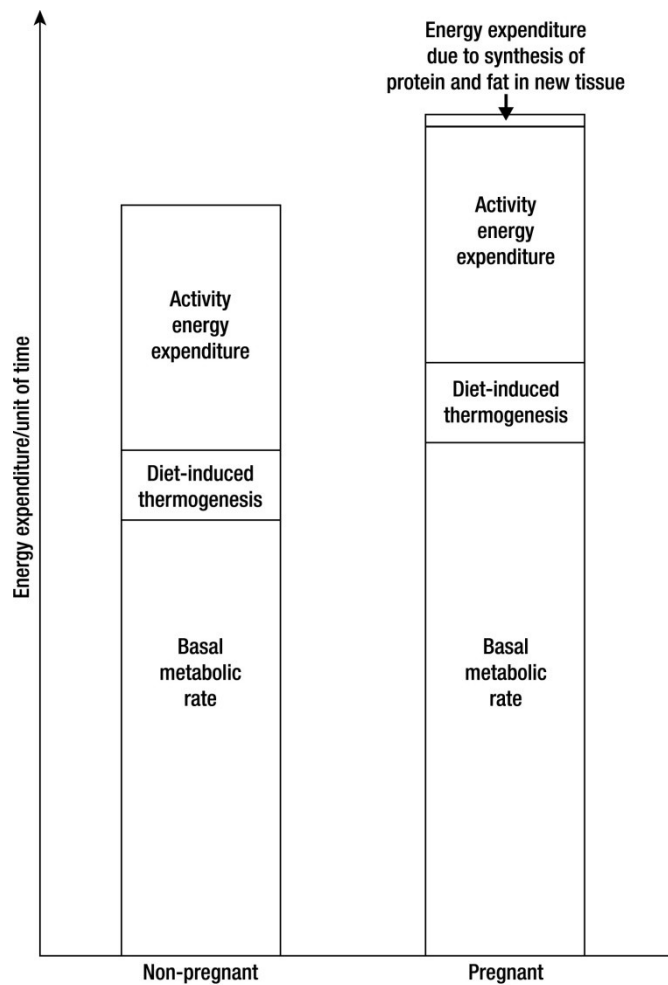 Energy expenditure
due to synthesis of
protein and fat in new tissue
Energy expenditure/unit of time
Activity
energy
expenditure
Diet-induced
thermogenesis
Basal
metabolic
rate
Activity
energy
expenditure
Diet-induced
thermogenesis
Basal
metabolic
rate
Non-pregnant
Pregnant